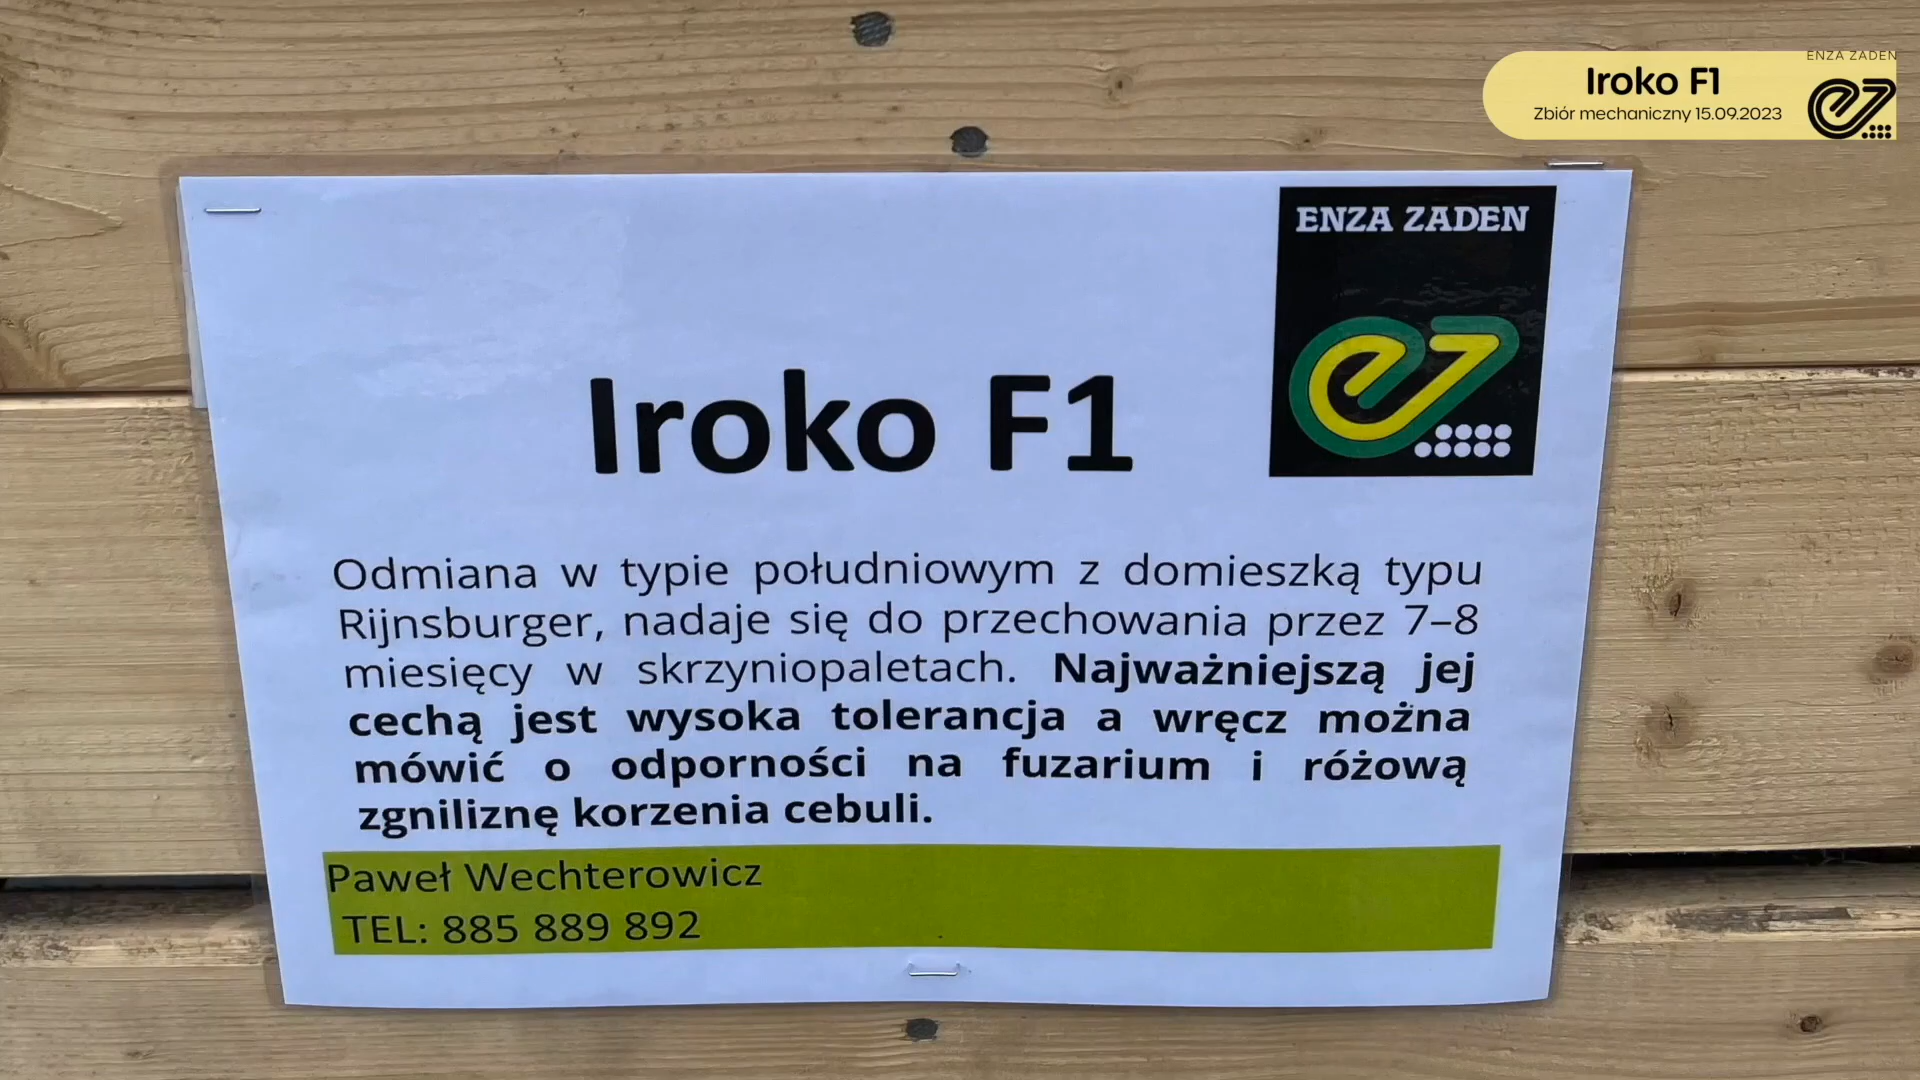 ENZA ZADEN
Iroko F1
Zbiór mechaniczny 15.09.2023
ENZA ZADEN
Iroko F1
Odmiana w typie południowym z domieszką typu
Rijnsburger, nadaje się do przechowania przez 7–8
miesięcy w skrzyniopaletach. Najważniejszą jej
cechą jest wysoka tolerancja a wręcz można
mówić o odporności na fuzarium i różową
zgniliznę korzenia cebuli.
Paweł Wechterowicz
TEL: 885 889 892